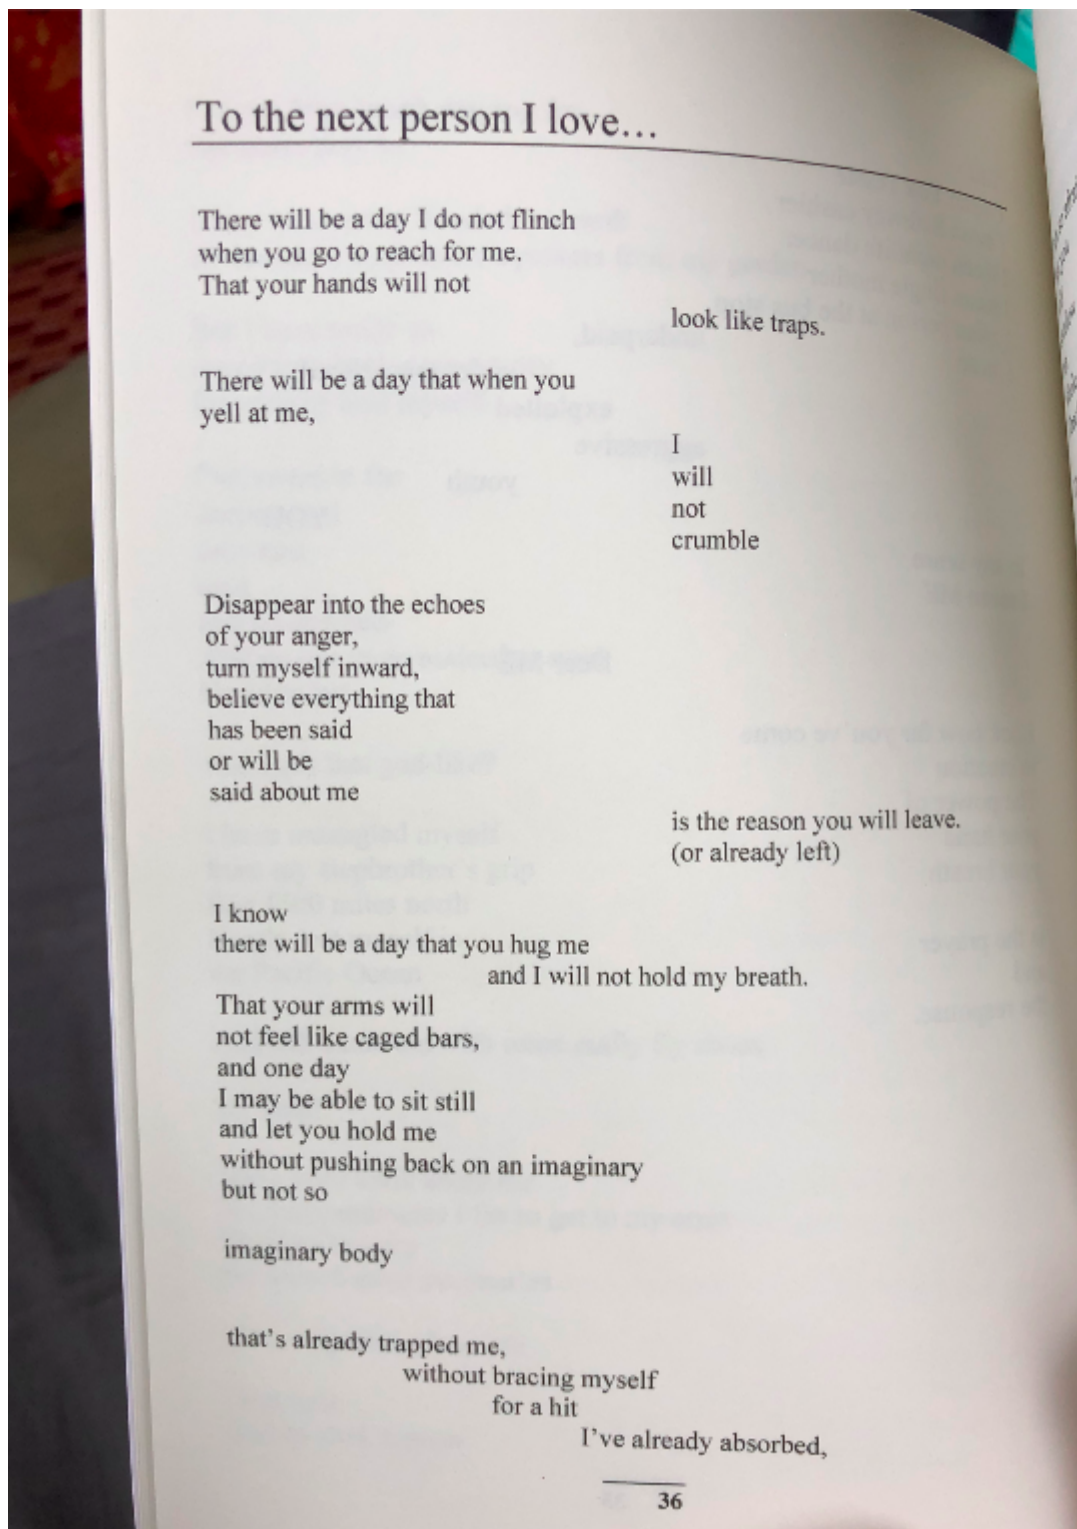 To the next person I love…
There will be a day I do not flinch
when you go to reach for me.
That your hands will not
look like traps.
There will be a day that when you
yell at me,
I
will
not
crumble
Disappear into the echoes
of your anger,
turn myself inward,
believe everything that
has been said
or will be
said about me
is the reason you will leave.
(or already left)
I know
there will be a day that you hug me
and I will not hold my breath.
That your arms will
not feel like caged bars,
and one day
I may be able to sit still
and let you hold me
without pushing back on an imaginary
but not so
imaginary body
that's already trapped me,
without bracing myself
for a hit
I've already absorbed,
36